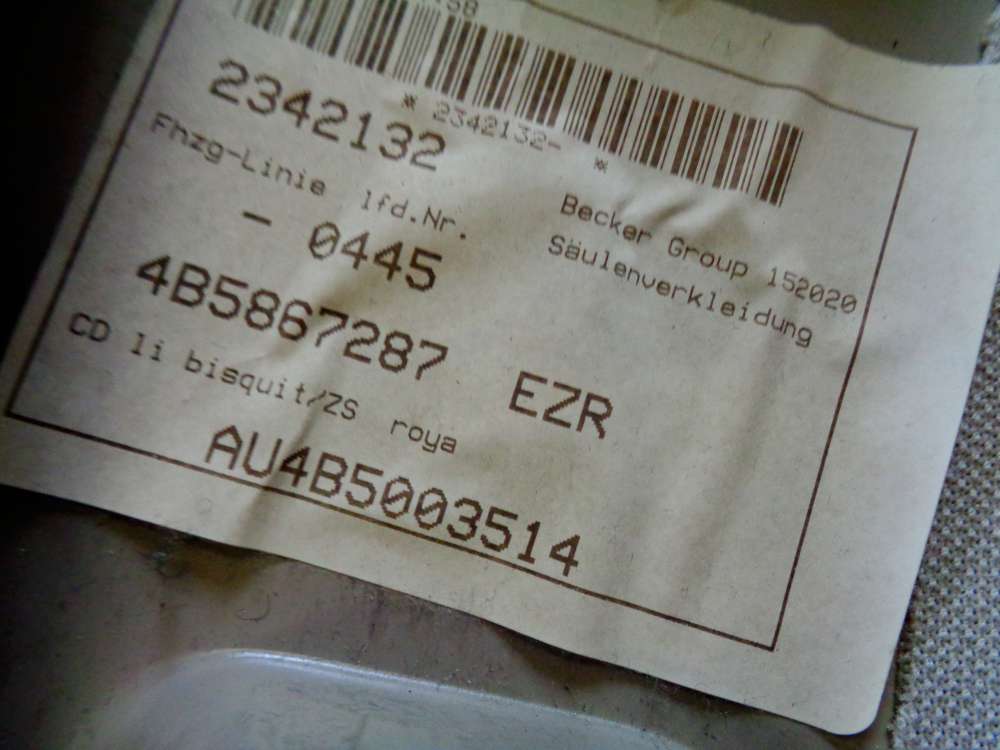 58
* 2342132- *
2342132
Fhzg-Linie lfd.Nr.
Becker Group 152020
- 0445
Säulenverkleidung
4B5867287 EZR
CD li bisquit/ZS roya
AU4B5003514